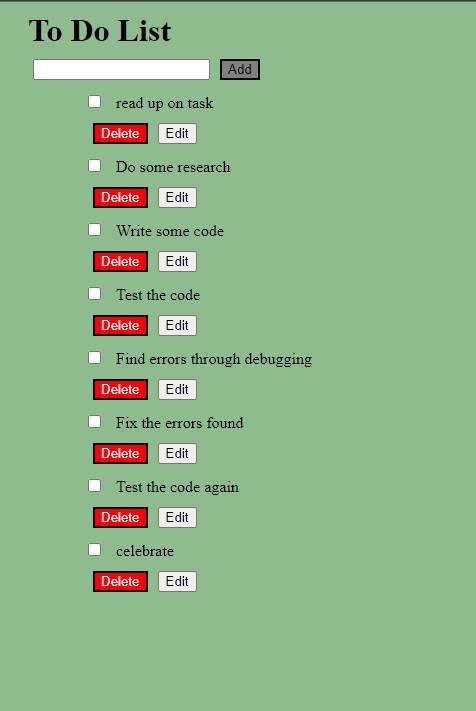 To Do List
Add
read up on task
Delete Edit
Do some research
Delete Edit
Write some code
Delete Edit
Test the code
Delete Edit
Find errors through debugging
Delete Edit
Fix the errors found
Delete Edit
Test the code again
Delete Edit
celebrate
Delete Edit